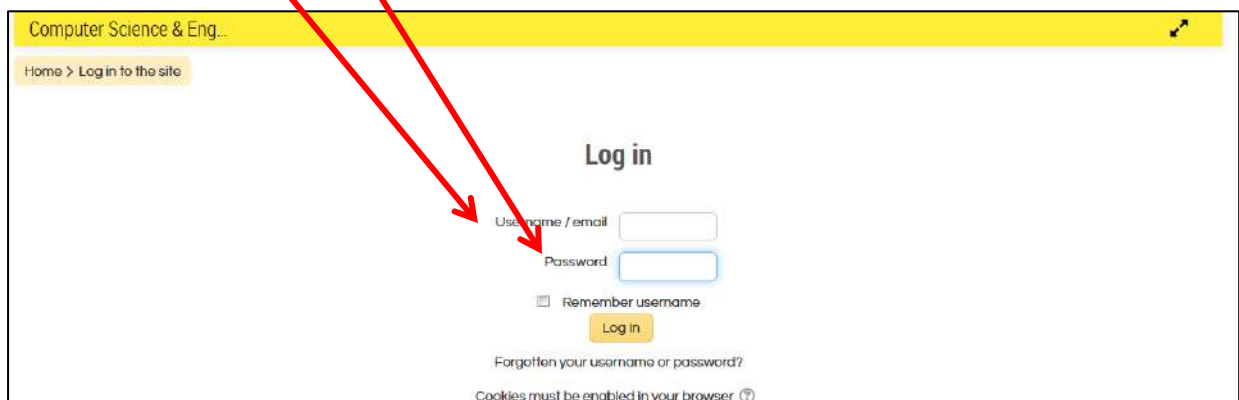 Computer Science & Eng...
Home > Log in to the site
Log in
Username / email
Password
Remember username
Log in
Forgotten your username or password?
Cookies must be enabled in your browser ?